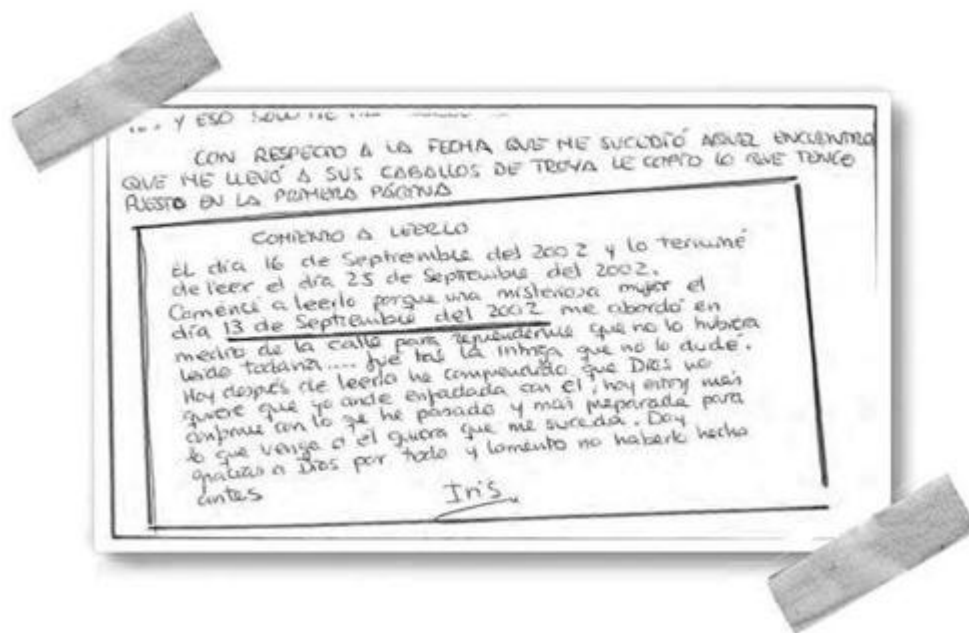 ... Y ESO SOLO ME
CON RESPECTO A LA FECHA QUE ME SUCEDIÓ AQUEL ENCUENTRO
QUE ME LLEVÓ A SUS CABALLOS DE TROYA LE COPIO LO QUE TENGO
PUESTO EN LA PRIMERA PÁGINA
COMIENZO A LEERLO
EL día 16 de Septiembre del 2002 y lo terminé
de leer el día 25 de Septiembre del 2002.
Comencé a leerlo porque una misteriosa mujer el
día 13 de Septiembre del 2002 me abordó en
medio de la calle para reprenderme que no lo hubiera
leído todavía.... fue tal la intriga que no lo dudé.
Hoy después de leerlo he comprendido que Dios no
quiere que yo ande enfadada con el, hoy estoy más
conforme con lo que he pasado y más preparada para
lo que venga o el quiera que me suceda. Doy
gracias a Dios por todo y lamento no haberlo hecho
antes
Iris